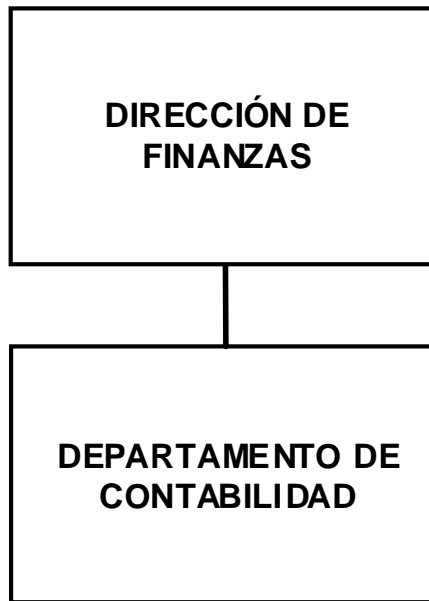 DIRECCIÓN DE
FINANZAS
DEPARTAMENTO DE
CONTABILIDAD